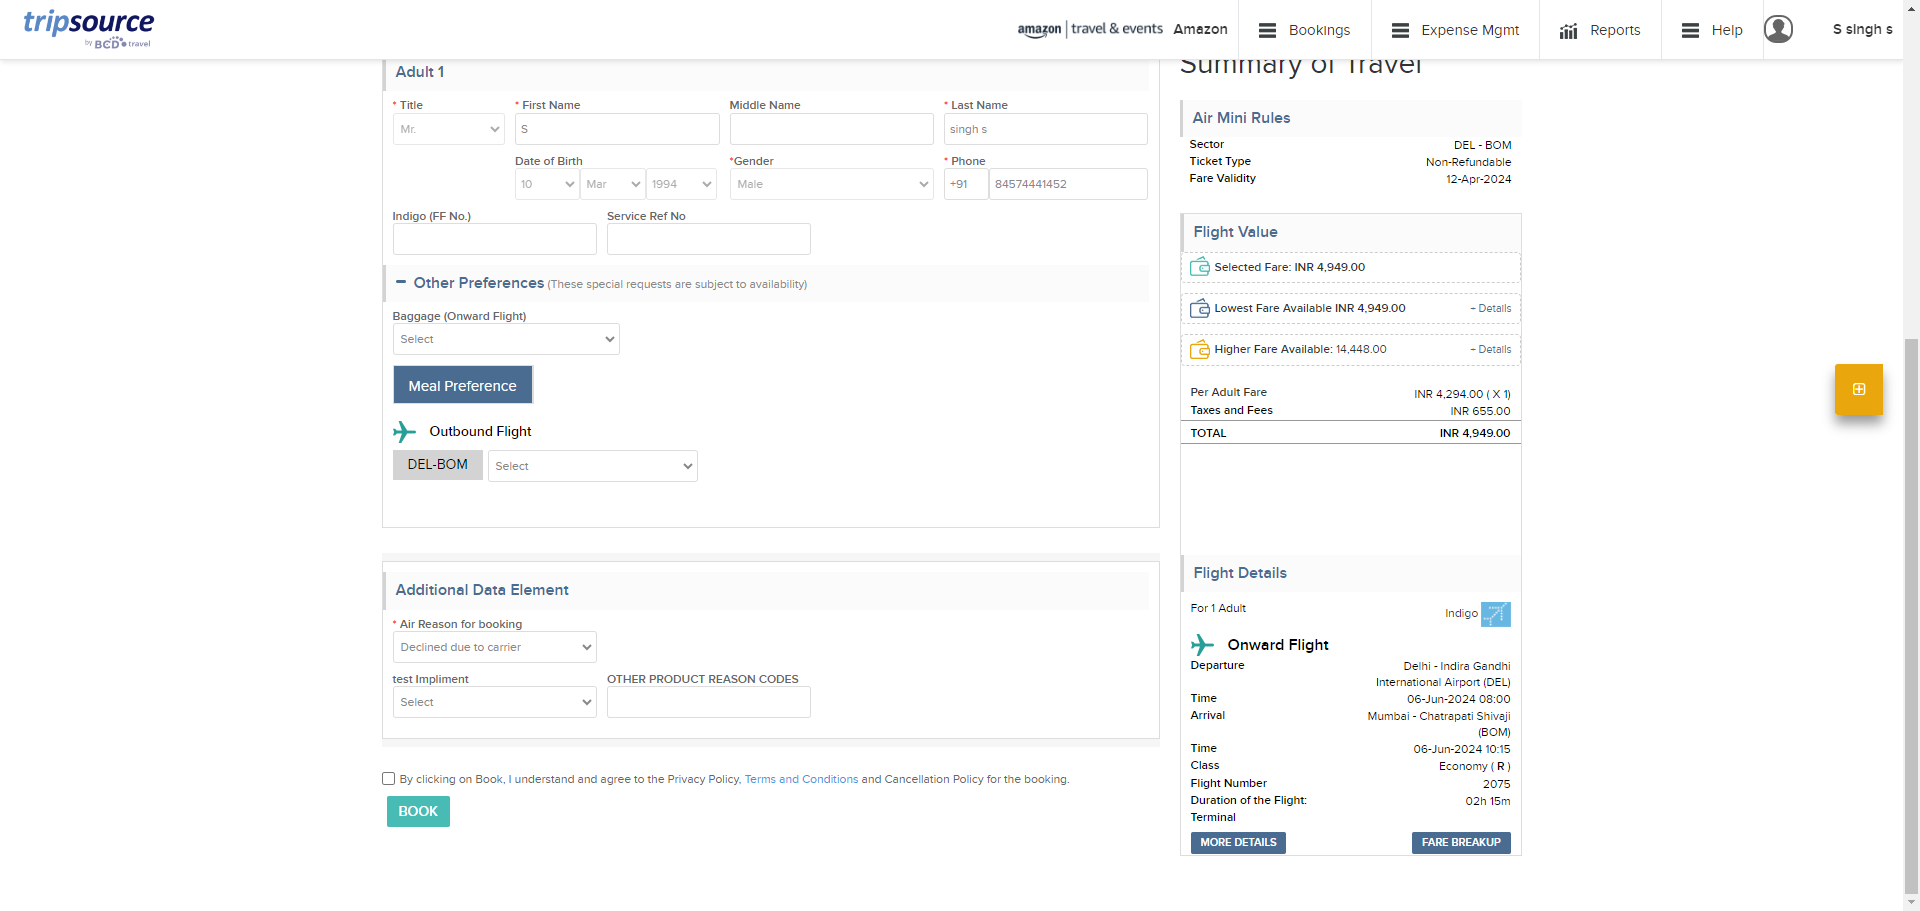 tripsource
by BCD travel
amazon | travel & events Amazon
Bookings
Expense Mgmt
Reports
Help
S singh s
Adult 1
* Title
* First Name
Middle Name
* Last Name
Mr.
S
singh s
Date of Birth
*Gender
* Phone
10
Mar
1994
Male
+91
84574441452
Indigo (FF No.)
Service Ref No
− Other Preferences (These special requests are subject to availability)
Baggage (Onward Flight)
Select
Meal Preference
Outbound Flight
DEL-BOM
Select
Additional Data Element
* Air Reason for booking
Declined due to carrier
test Impliment
OTHER PRODUCT REASON CODES
Select
By clicking on Book, I understand and agree to the Privacy Policy, Terms and Conditions and Cancellation Policy for the booking.
BOOK
Summary of Travel
Air Mini Rules
Sector DEL - BOM
Ticket Type Non-Refundable
Fare Validity 12-Apr-2024
Flight Value
Selected Fare: INR 4,949.00
Lowest Fare Available INR 4,949.00 + Details
Higher Fare Available: 14,448.00 + Details
Per Adult Fare INR 4,294.00 ( X 1)
Taxes and Fees INR 655.00
TOTAL INR 4,949.00
Flight Details
For 1 Adult Indigo
Onward Flight
Departure Delhi - Indira Gandhi
International Airport (DEL)
Time 06-Jun-2024 08:00
Arrival Mumbai - Chatrapati Shivaji
(BOM)
Time 06-Jun-2024 10:15
Class Economy ( R )
Flight Number 2075
Duration of the Flight: 02h 15m
Terminal
MORE DETAILS FARE BREAKUP